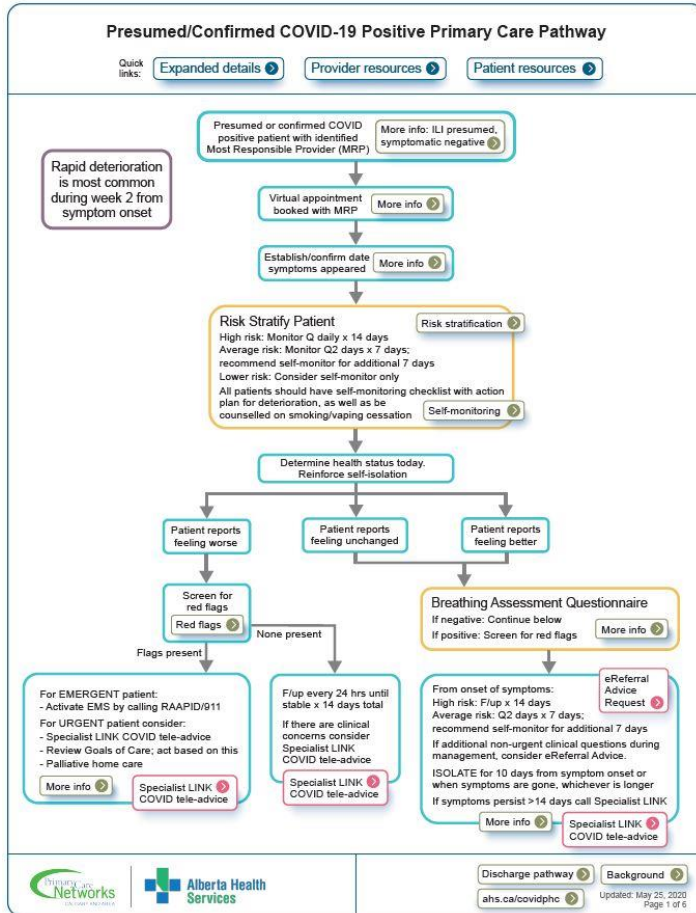 Presumed/Confirmed COVID-19 Positive Primary Care Pathway
Quick
links:
Expanded details
Provider resources
Patient resources
Rapid deterioration
is most common
during week 2 from
symptom onset
Presumed or confirmed COVID
positive patient with identified
Most Responsible Provider (MRP)
More info: ILI presumed,
symptomatic negative
Virtual appointment
booked with MRP
More info
Establish/confirm date
symptoms appeared
More info
Risk Stratify Patient
Risk stratification
High risk: Monitor Q daily x 14 days
Average risk: Monitor Q2 days x 7 days;
recommend self-monitor for additional 7 days
Lower risk: Consider self-monitor only
All patients should have self-monitoring checklist with action
plan for deterioration, as well as be
counselled on smoking/vaping cessation
Self-monitoring
Determine health status today.
Reinforce self-isolation
Patient reports
feeling worse
Patient reports
feeling unchanged
Patient reports
feeling better
Screen for
red flags
Red flags
None present
Flags present
Breathing Assessment Questionnaire
If negative: Continue below
If positive: Screen for red flags
More info
For EMERGENT patient:
- Activate EMS by calling RAAPID/911
For URGENT patient consider:
- Specialist LINK COVID tele-advice
- Review Goals of Care; act based on this
- Palliative home care
More info
Specialist LINK
COVID tele-advice
F/up every 24 hrs until
stable x 14 days total
If there are clinical
concerns consider
Specialist LINK
COVID tele-advice
Specialist LINK
COVID tele-advice
eReferral
Advice
Request
From onset of symptoms:
High risk: F/up x 14 days
Average risk: Q2 days x 7 days;
recommend self-monitor for additional 7 days
If additional non-urgent clinical questions during
management, consider eReferral Advice.
ISOLATE for 10 days from symptom onset or
when symptoms are gone, whichever is longer
If symptoms persist >14 days call Specialist LINK
More info
Specialist LINK
COVID tele-advice
Primary Care
Networks
CALGARY AND AREA
Alberta Health
Services
Discharge pathway
Background
ahs.ca/covidphc
Updated: May 25, 2020
Page 1 of 6